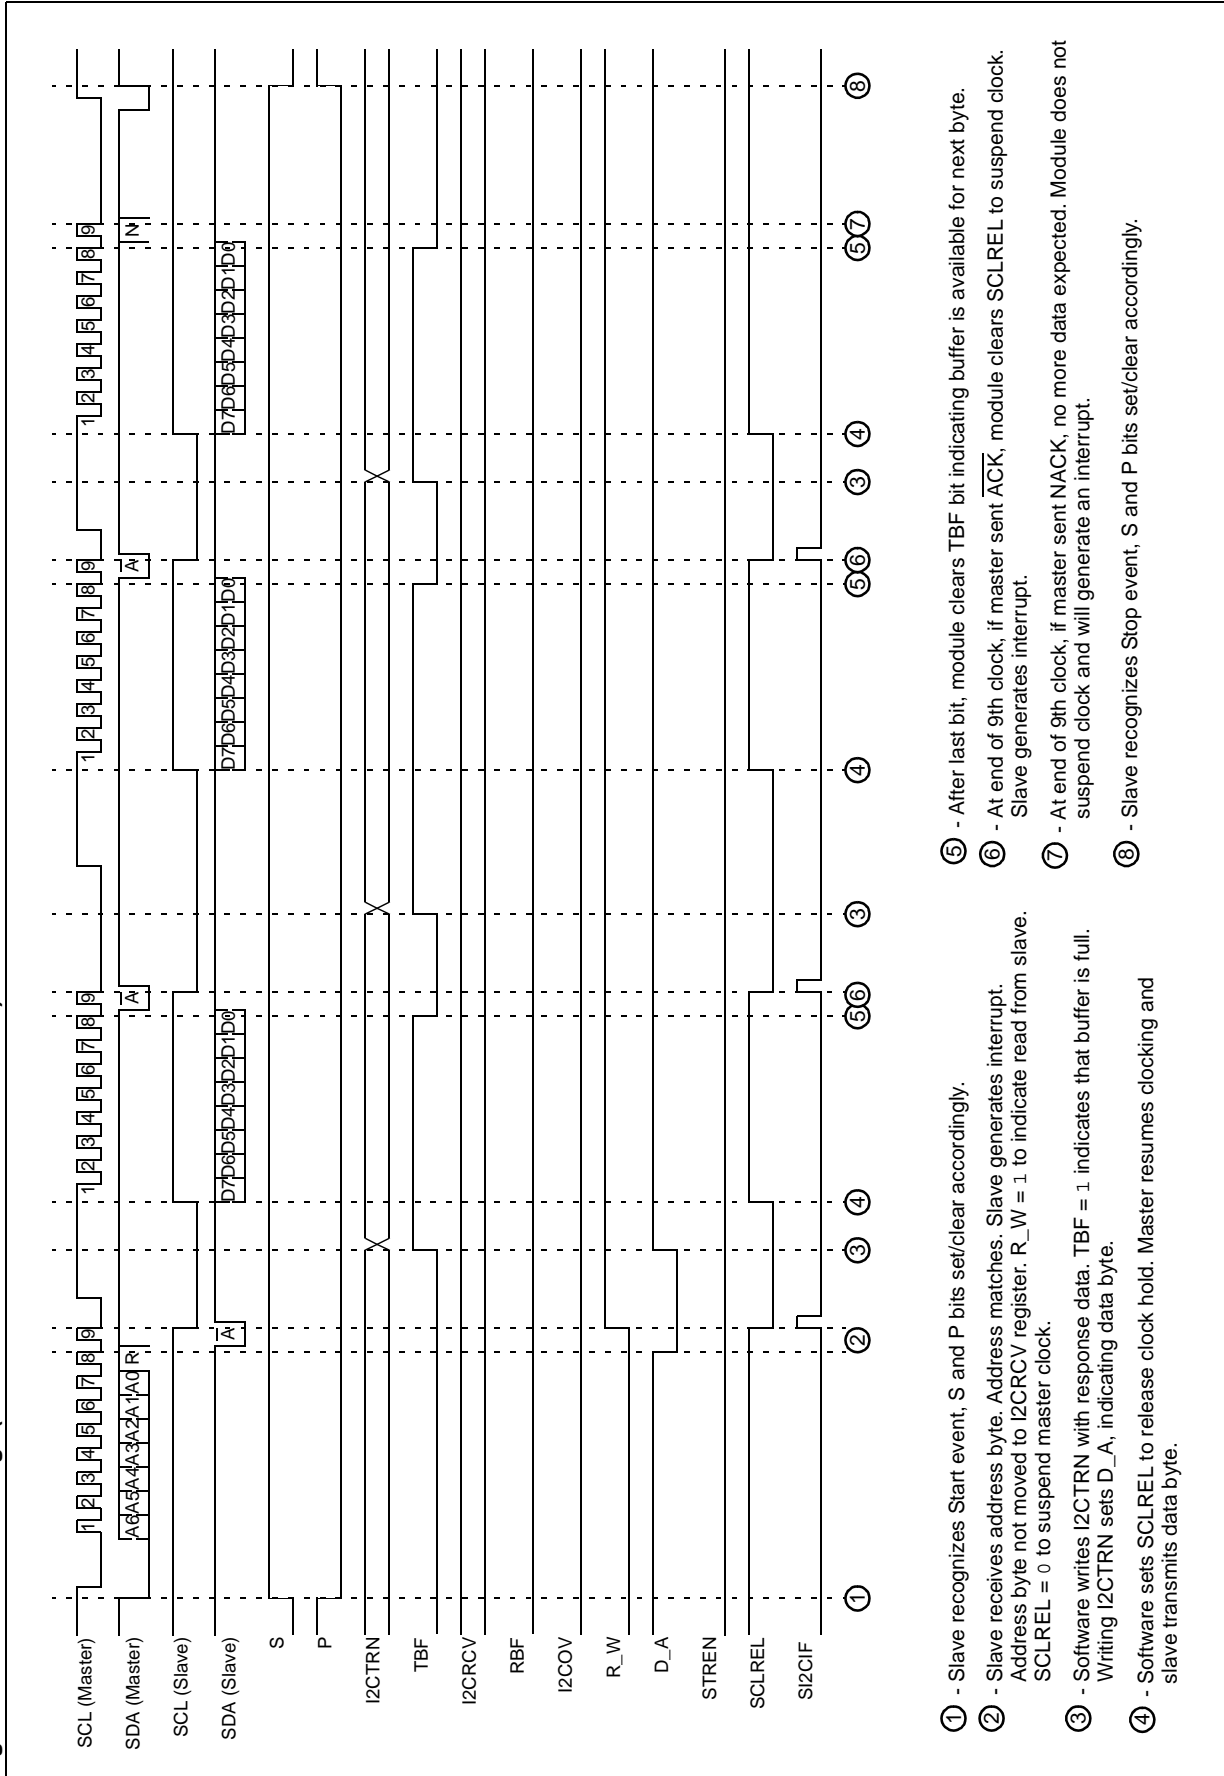 SCL (Master) 1 2 3 4 5 6 7 8 9 1 2 3 4 5 6 7 8 9 1 2 3 4 5 6 7 8 9 1 2 3 4 5 6 7 8 9
SDA (Master) A6 A5 A4 A3 A2 A1 A0 R A A N
SCL (Slave)
SDA (Slave) A D7 D6 D5 D4 D3 D2 D1 D0 D7 D6 D5 D4 D3 D2 D1 D0 D7 D6 D5 D4 D3 D2 D1 D0
S
P
I2CTRN
TBF
I2CRCV
RBF
I2COV
R_W
D_A
STREN
SCLREL
SI2CIF
1 2 3 4 5 6 3 4 5 6 3 4 5 7 8
1 - Slave recognizes Start event, S and P bits set/clear accordingly.
2 - Slave receives address byte. Address matches. Slave generates interrupt.
Address byte not moved to I2CRCV register. R_W = 1 to indicate read from slave.
SCLREL = 0 to suspend master clock.
3 - Software writes I2CTRN with response data. TBF = 1 indicates that buffer is full.
Writing I2CTRN sets D_A, indicating data byte.
4 - Software sets SCLREL to release clock hold. Master resumes clocking and
slave transmits data byte.
5 - After last bit, module clears TBF bit indicating buffer is available for next byte.
6 - At end of 9th clock, if master sent ACK, module clears SCLREL to suspend clock.
Slave generates interrupt.
7 - At end of 9th clock, if master sent NACK, no more data expected. Module does not
suspend clock and will generate an interrupt.
8 - Slave recognizes Stop event, S and P bits set/clear accordingly.